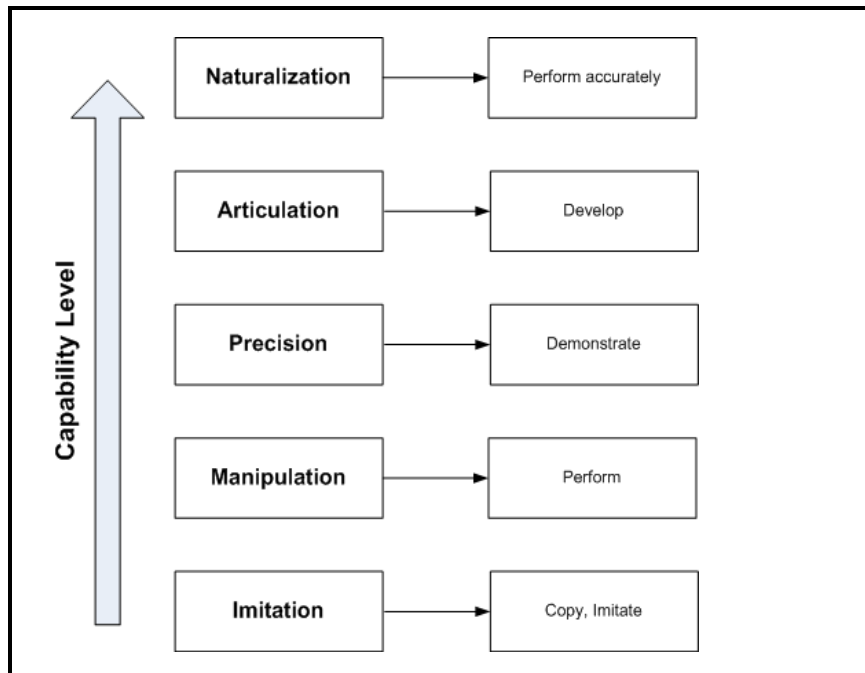 Naturalization
Perform accurately
Articulation
Develop
Precision
Demonstrate
Manipulation
Perform
Imitation
Copy, Imitate
Capability Level